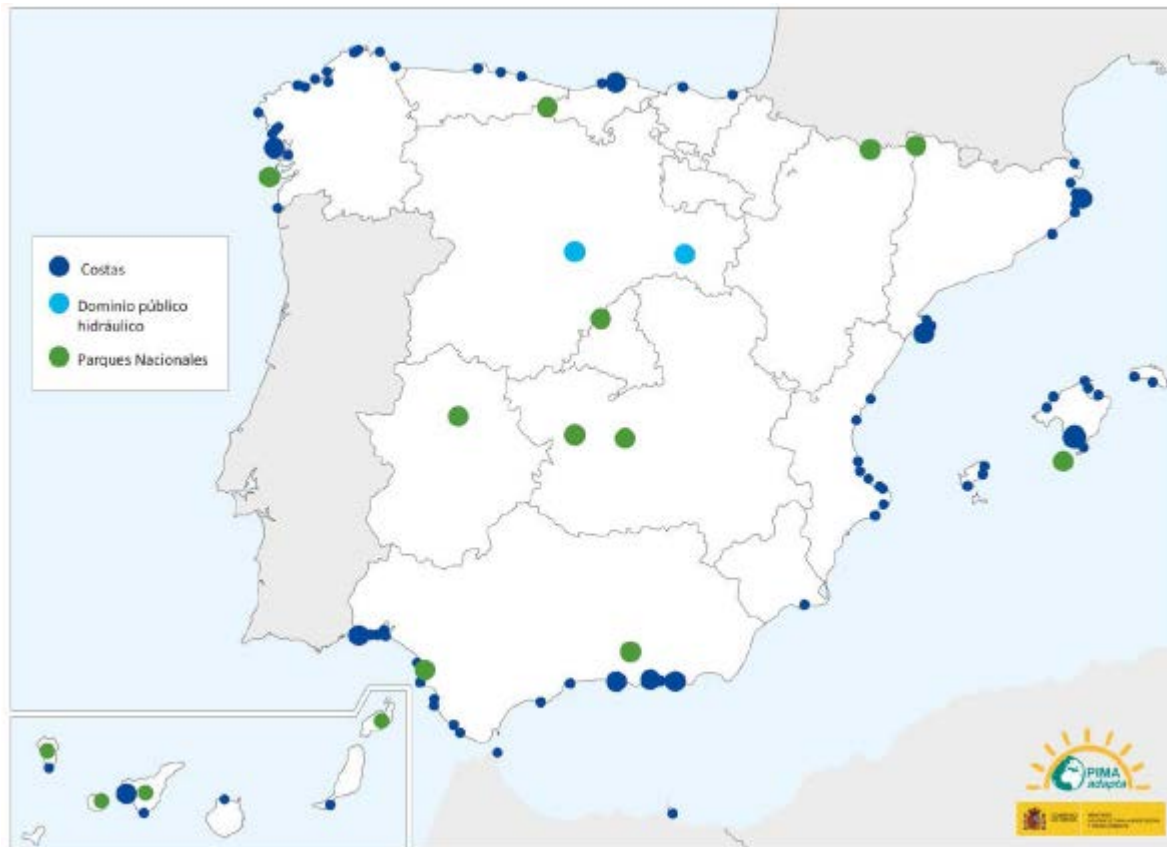 Costas
Dominio público
hidráulico
Parques Nacionales
PIMA
adapta